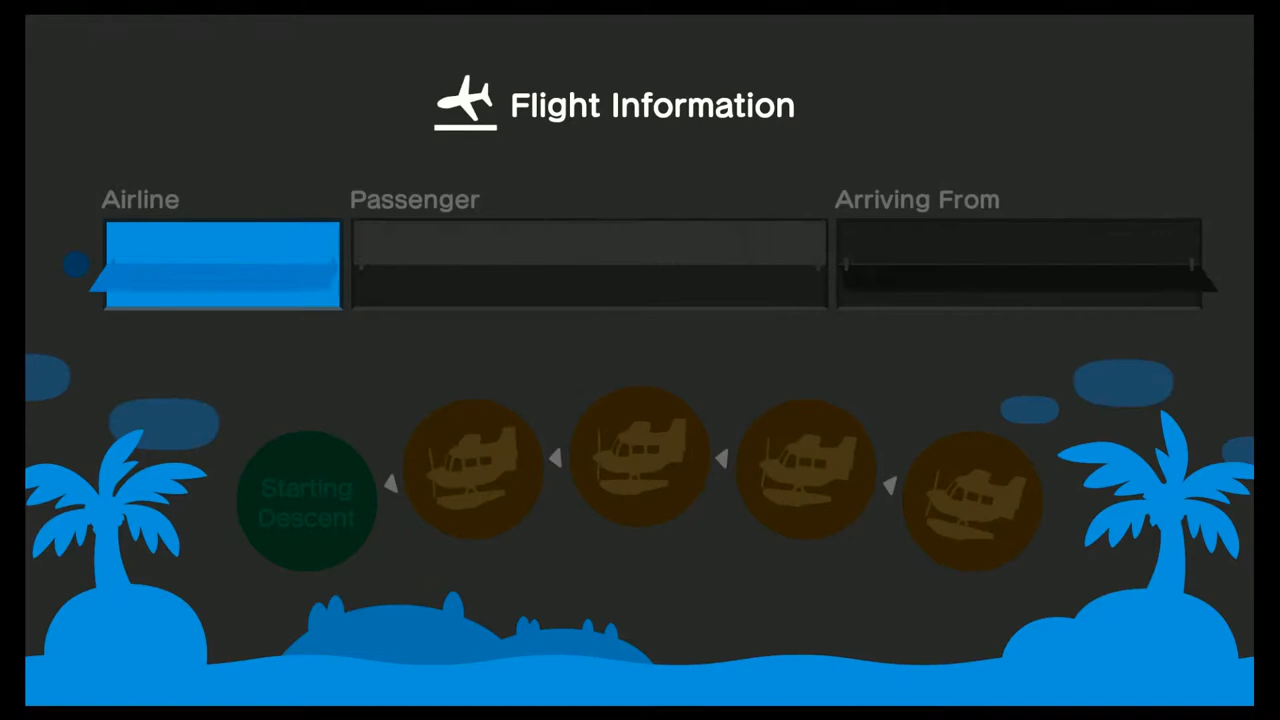 Flight Information
Airline Passenger Arriving From
Starting
Descent